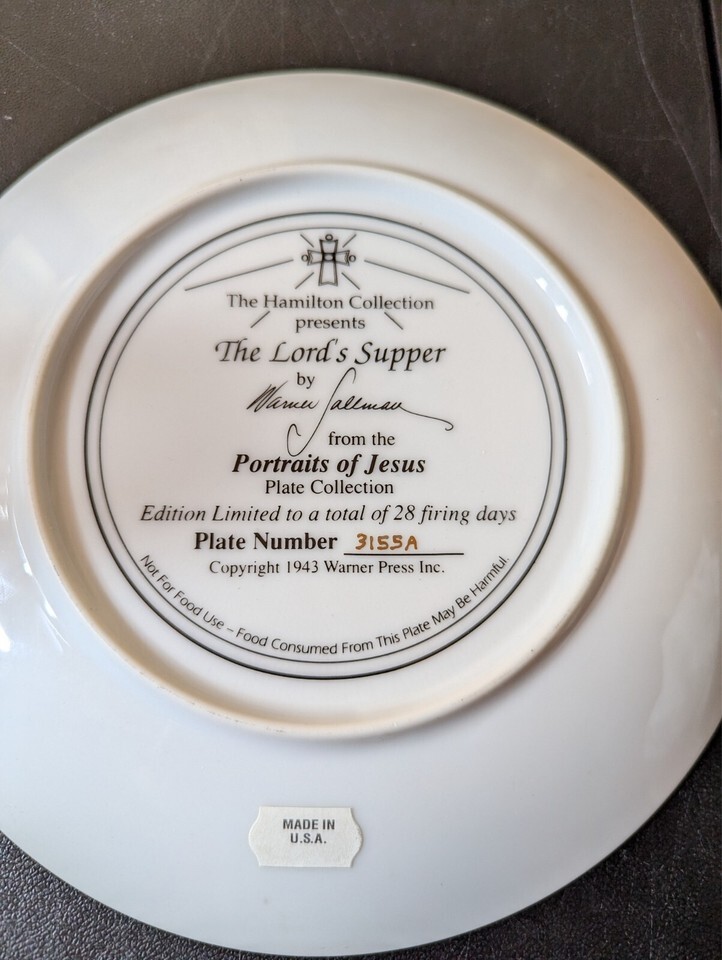 The Hamilton Collection
presents
The Lord's Supper
by
Warner Sallman
from the
Portraits of Jesus
Plate Collection
Edition Limited to a total of 28 firing days
Plate Number 3155A
Copyright 1943 Warner Press Inc.
Not For Food Use – Food Consumed From This Plate May Be Harmful.
MADE IN
U.S.A.